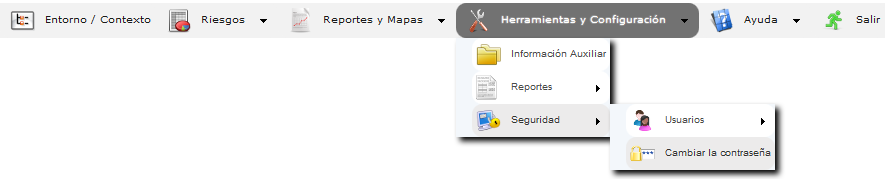 Entorno / Contexto Riesgos Reportes y Mapas Herramientas y Configuración Ayuda Salir
Información Auxiliar
Reportes
Seguridad Usuarios
Cambiar la contraseña